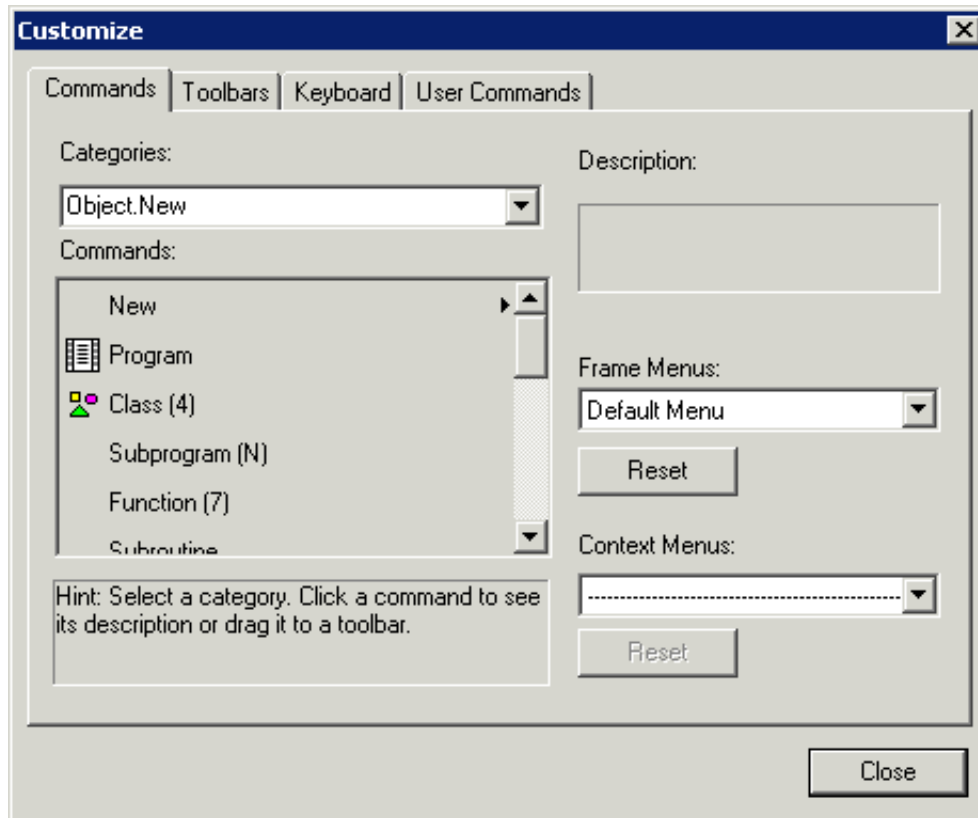 Customize
Commands Toolbars Keyboard User Commands
Categories:
Object.New
Commands:
New
Program
Class (4)
Subprogram (N)
Function (7)
Subroutine
Hint: Select a category. Click a command to see
its description or drag it to a toolbar.
Description:
Frame Menus:
Default Menu
Reset
Context Menus:
Reset
Close